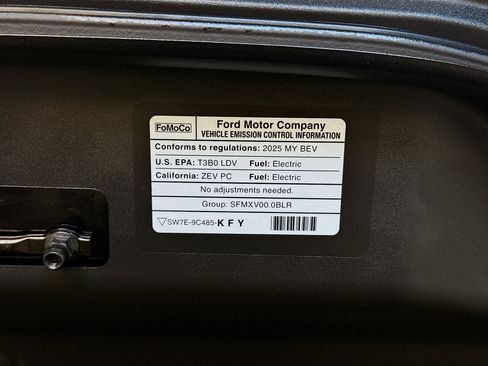 FoMoCo
Ford Motor Company
VEHICLE EMISSION CONTROL INFORMATION
Conforms to regulations: 2025 MY BEV
U.S. EPA: T3B0 LDV Fuel: Electric
California: ZEV PC Fuel: Electric
No adjustments needed.
Group: SFMXV00.0BLR
SW7E-9C485-KFY